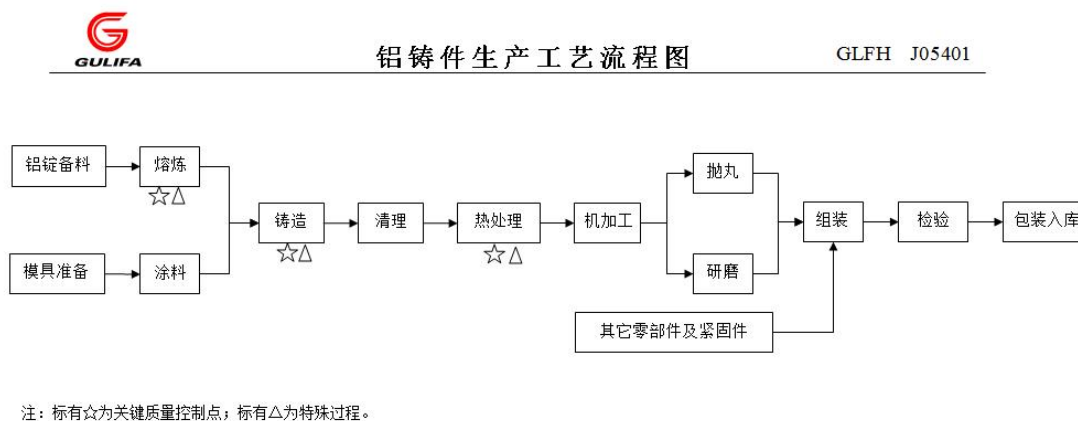 GULIFA
铝铸件生产工艺流程图
GLFH J05401
铝锭备料
熔炼
☆△
模具准备
涂料
铸造
☆△
清理
热处理
☆△
机加工
抛丸
研磨
组装
检验
包装入库
其它零部件及紧固件
注：标有☆为关键质量控制点；标有△为特殊过程。